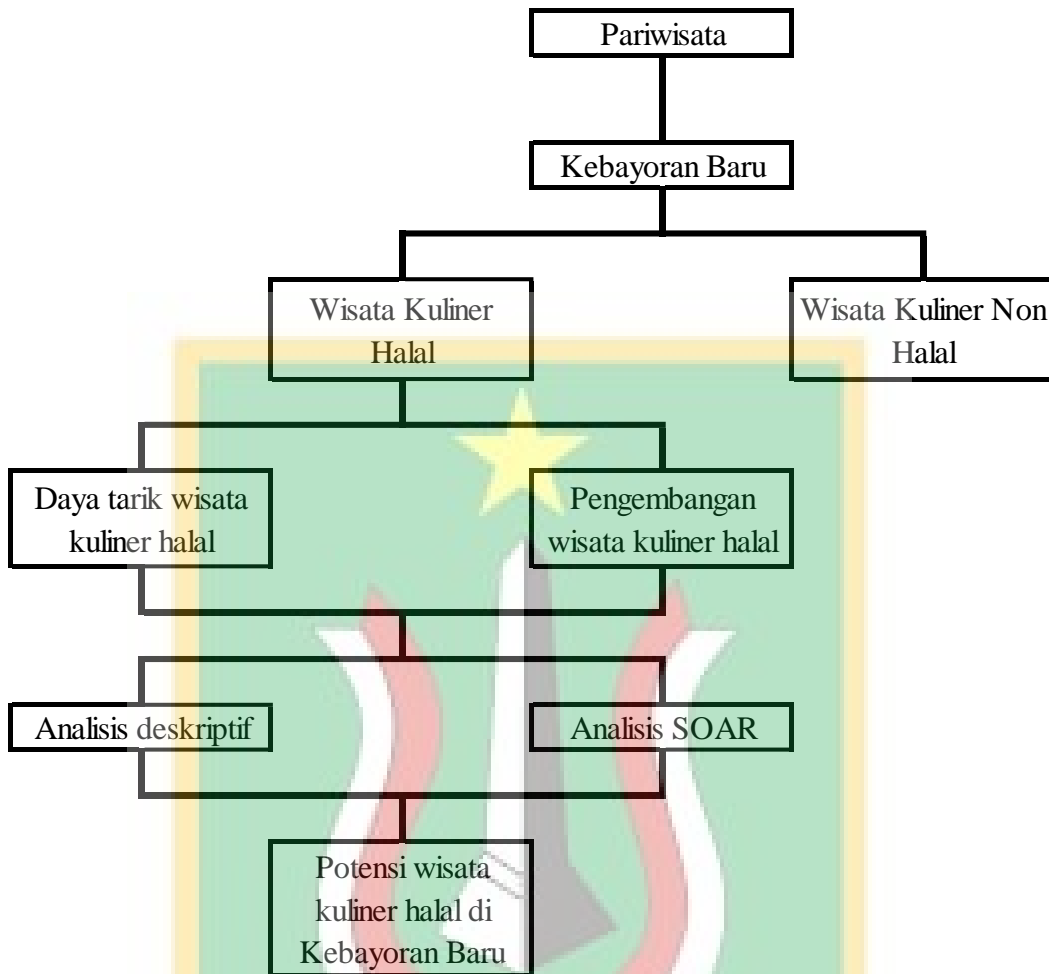 Pariwisata
Kebayoran Baru
Wisata Kuliner
Halal
Wisata Kuliner Non
Halal
Daya tarik wisata
kuliner halal
Pengembangan
wisata kuliner halal
Analisis deskriptif
Analisis SOAR
Potensi wisata
kuliner halal di
Kebayoran Baru